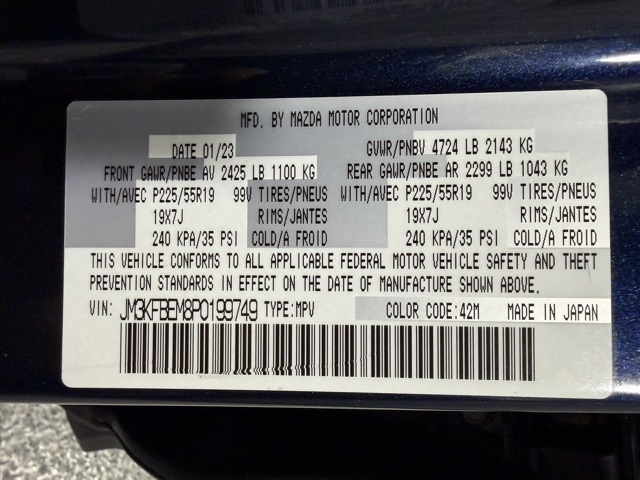 MFD. BY MAZDA MOTOR CORPORATION
DATE 01/23 GVWR/PNBV 4724 LB 2143 KG
FRONT GAWR/PNBE AV 2425 LB 1100 KG REAR GAWR/PNBE AR 2299 LB 1043 KG
WITH/AVEC P225/55R19 99V TIRES/PNEUS WITH/AVEC P225/55R19 99V TIRES/PNEUS
19X7J RIMS/JANTES 19X7J RIMS/JANTES
240 KPA/35 PSI COLD/A FROID 240 KPA/35 PSI COLD/A FROID
THIS VEHICLE CONFORMS TO ALL APPLICABLE FEDERAL MOTOR VEHICLE SAFETY AND THEFT
PREVENTION STANDARDS IN EFFECT ON THE DATE OF MANUFACTURE SHOWN ABOVE.
VIN: JM3KFBEM8P0199749 TYPE:MPV COLOR CODE:42M MADE IN JAPAN